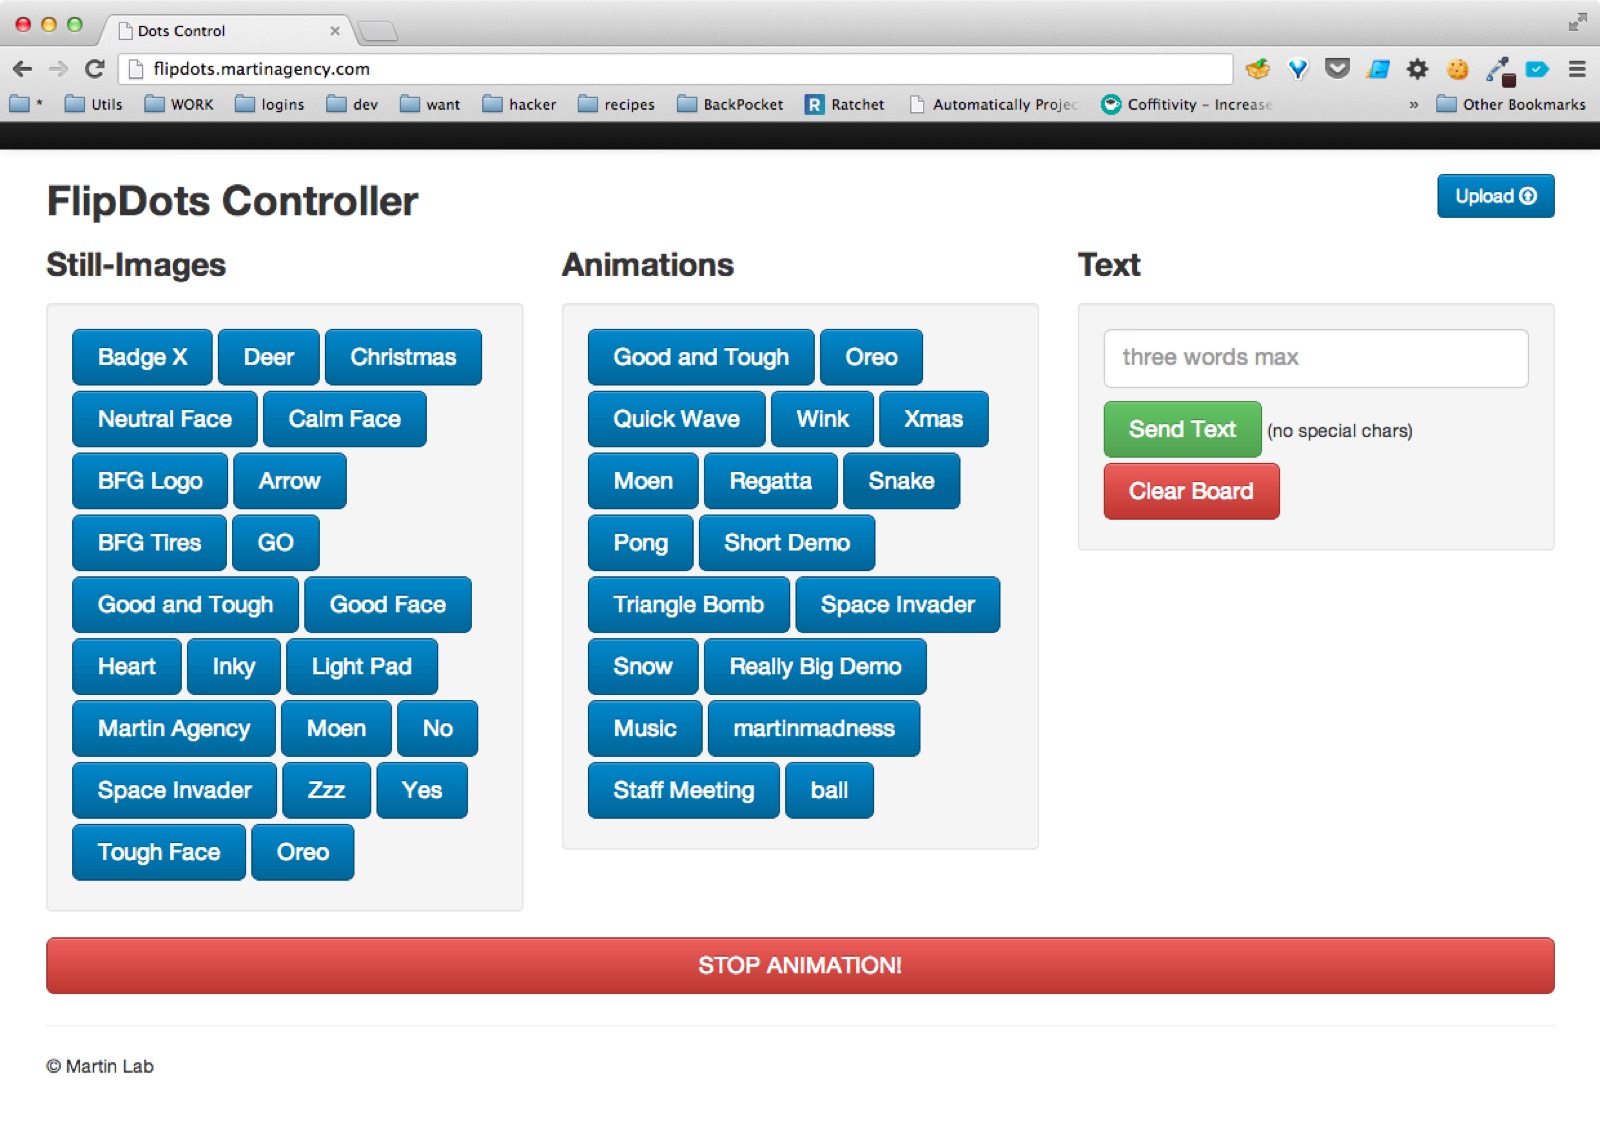 Dots Control
flipdots.martinagency.com
* Utils WORK logins dev want hacker recipes BackPocket Ratchet Automatically Projec Coffitivity - Increase » Other Bookmarks
FlipDots Controller
Upload
Still-Images
Badge X Deer Christmas
Neutral Face Calm Face
BFG Logo Arrow
BFG Tires GO
Good and Tough Good Face
Heart Inky Light Pad
Martin Agency Moen No
Space Invader Zzz Yes
Tough Face Oreo
Animations
Good and Tough Oreo
Quick Wave Wink Xmas
Moen Regatta Snake
Pong Short Demo
Triangle Bomb Space Invader
Snow Really Big Demo
Music martinmadness
Staff Meeting ball
Text
three words max
Send Text (no special chars)
Clear Board
STOP ANIMATION!
© Martin Lab